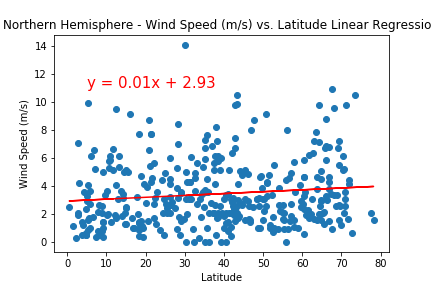 Northern Hemisphere - Wind Speed (m/s) vs. Latitude Linear Regressio
14
12
y = 0.01x + 2.93
10
8
6
4
2
0
Wind Speed (m/s)
0 10 20 30 40 50 60 70 80
Latitude